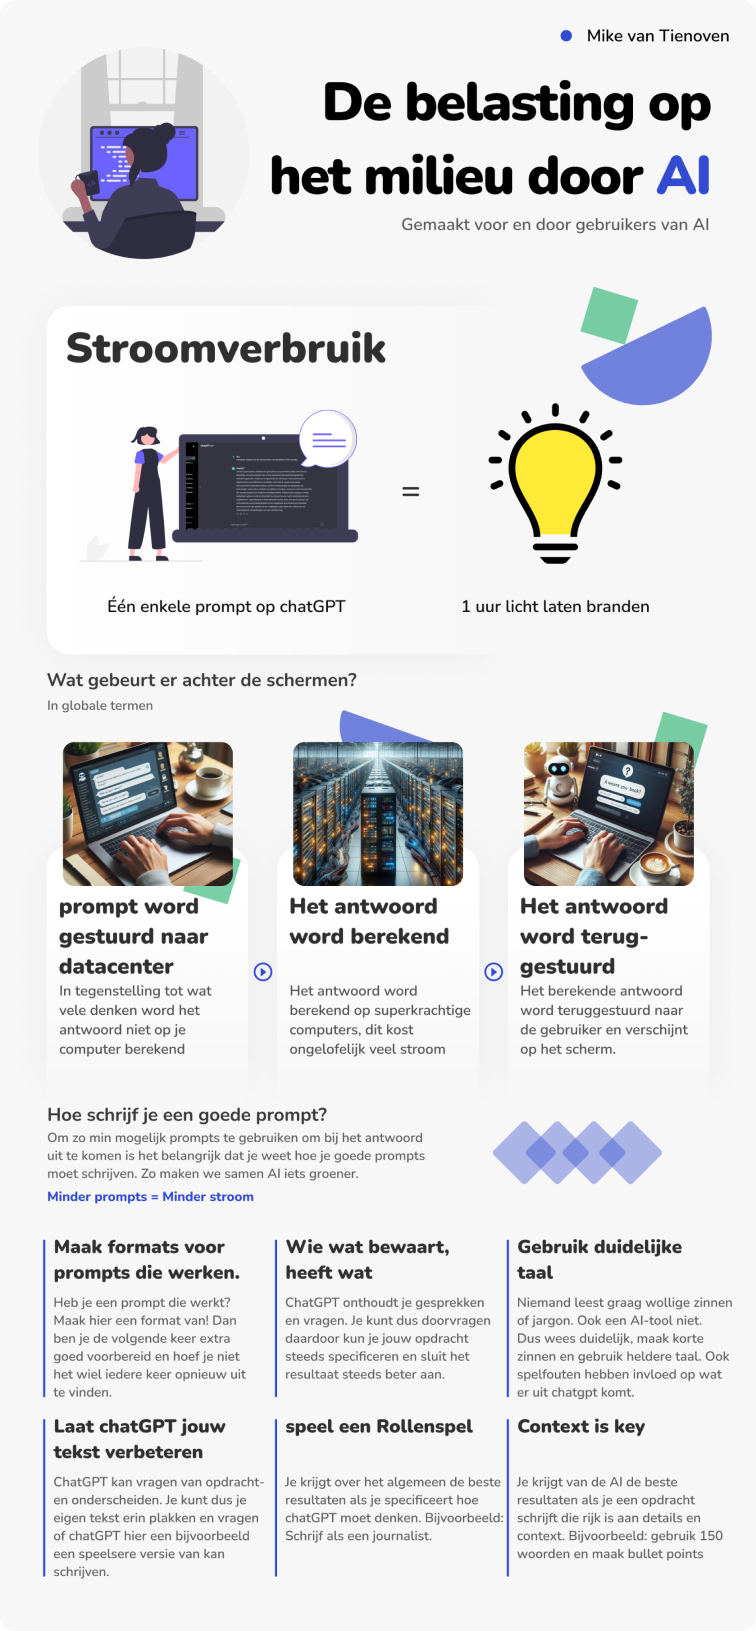 Mike van Tienoven
De belasting op
het milieu door AI
Gemaakt voor en door gebruikers van AI
Stroomverbruik
=
Één enkele prompt op chatGPT
1 uur licht laten branden
Wat gebeurt er achter de schermen?
In globale termen
prompt word
gestuurd naar
datacenter
In tegenstelling tot wat
vele denken word het
antwoord niet op je
computer berekend
Het antwoord
word berekend
Het antwoord word
berekend op superkrachtige
computers, dit kost
ongelofelijk veel stroom
Het antwoord
word terug-
gestuurd
Het berekende antwoord
word teruggestuurd naar
de gebruiker en verschijnt
op het scherm.
Hoe schrijf je een goede prompt?
Om zo min mogelijk prompts te gebruiken om bij het antwoord
uit te komen is het belangrijk dat je weet hoe je goede prompts
moet schrijven. Zo maken we samen AI iets groener.
Minder prompts = Minder stroom
Maak formats voor
prompts die werken.
Heb je een prompt die werkt?
Maak hier een format van! Dan
ben je de volgende keer extra
goed voorbereid en hoef je niet
het wiel iedere keer opnieuw uit
te vinden.
Wie wat bewaart,
heeft wat
ChatGPT onthoudt je gesprekken
en vragen. Je kunt dus doorvragen
daardoor kun je jouw opdracht
steeds specificeren en sluit het
resultaat steeds beter aan.
Gebruik duidelijke
taal
Niemand leest graag wollige zinnen
of jargon. Ook een AI-tool niet.
Dus wees duidelijk, maak korte
zinnen en gebruik heldere taal. Ook
spelfouten hebben invloed op wat
er uit chatgpt komt.
Laat chatGPT jouw
tekst verbeteren
ChatGPT kan vragen van opdracht-
en onderscheiden. Je kunt dus je
eigen tekst erin plakken en vragen
of chatGPT hier een bijvoorbeeld
een speelsere versie van kan
schrijven.
speel een Rollenspel
Je krijgt over het algemeen de beste
resultaten als je specificeert hoe
chatGPT moet denken. Bijvoorbeeld:
Schrijf als een journalist.
Context is key
Je krijgt van de AI de beste
resultaten als je een opdracht
schrift die rijk is aan details en
context. Bijvoorbeeld: gebruik 150
woorden en maak bullet points